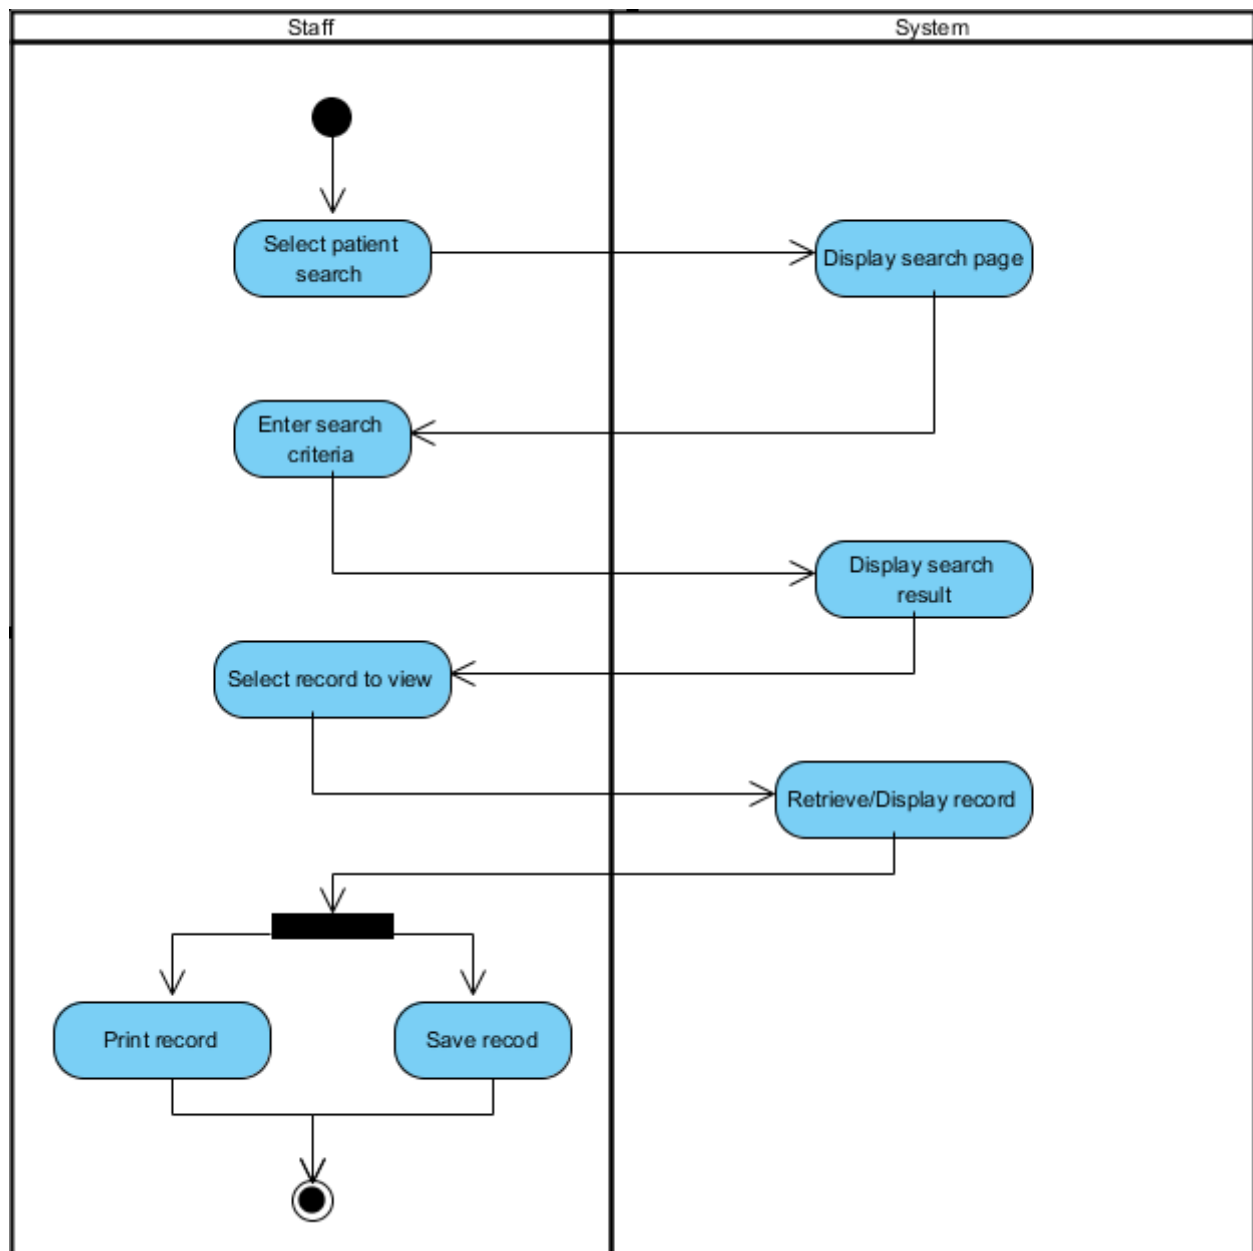 Staff
System
Select patient
search
Display search page
Enter search
criteria
Display search
result
Select record to view
Retrieve/Display record
Print record
Save recod